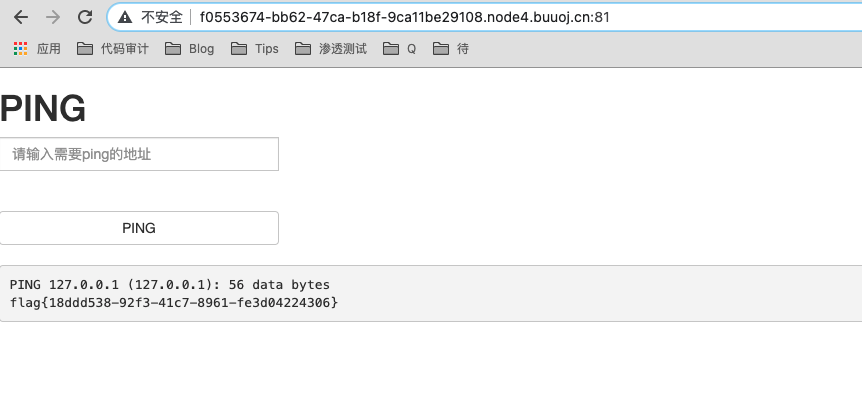 不安全 f0553674-bb62-47ca-b18f-9ca11be29108.node4.buuoj.cn:81
应用 代码审计 Blog Tips 渗透测试 Q 待
PING
请输入需要ping的地址
PING
PING 127.0.0.1 (127.0.0.1): 56 data bytes
flag{18ddd538-92f3-41c7-8961-fe3d04224306}